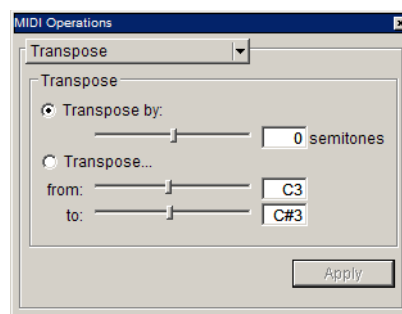 MIDI Operations
Transpose
Transpose
Transpose by:
0 semitones
Transpose...
from: C3
to: C#3
Apply